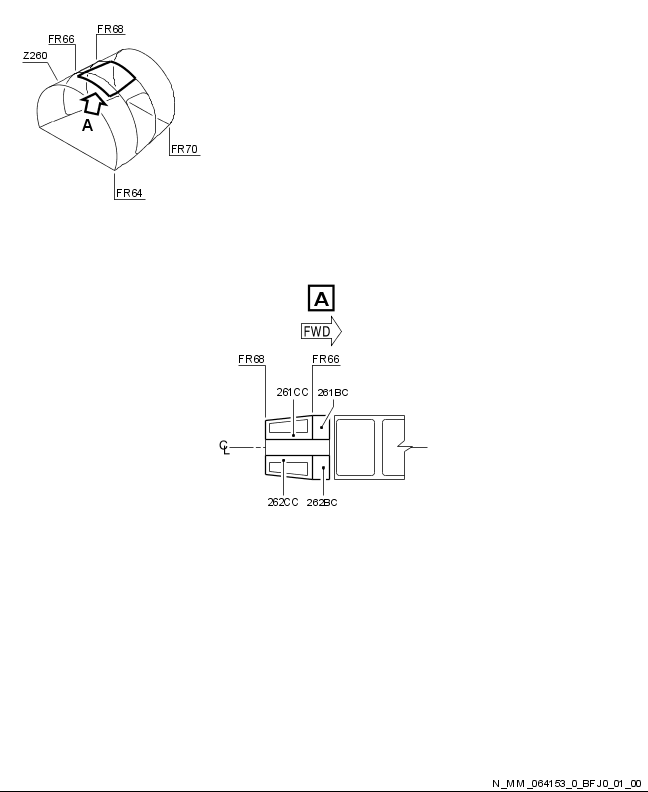 FR68
FR66
Z260
A
FR70
FR64
A
FWD
FR68 FR66
261CC 261BC
CL
262CC 262BC
N_MM_064153_0_BFJ0_01_00